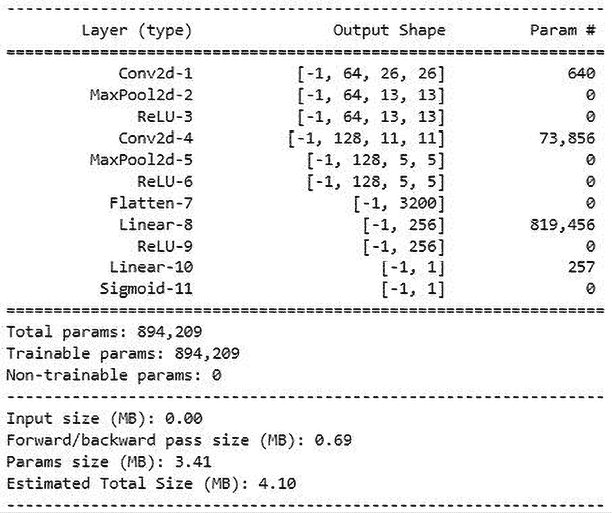 ----------------------------------------------------------------
Layer (type) Output Shape Param #
================================================================
Conv2d-1 [-1, 64, 26, 26] 640
MaxPool2d-2 [-1, 64, 13, 13] 0
ReLU-3 [-1, 64, 13, 13] 0
Conv2d-4 [-1, 128, 11, 11] 73,856
MaxPool2d-5 [-1, 128, 5, 5] 0
ReLU-6 [-1, 128, 5, 5] 0
Flatten-7 [-1, 3200] 0
Linear-8 [-1, 256] 819,456
ReLU-9 [-1, 256] 0
Linear-10 [-1, 1] 257
Sigmoid-11 [-1, 1] 0
================================================================
Total params: 894,209
Trainable params: 894,209
Non-trainable params: 0
----------------------------------------------------------------
Input size (MB): 0.00
Forward/backward pass size (MB): 0.69
Params size (MB): 3.41
Estimated Total Size (MB): 4.10
----------------------------------------------------------------